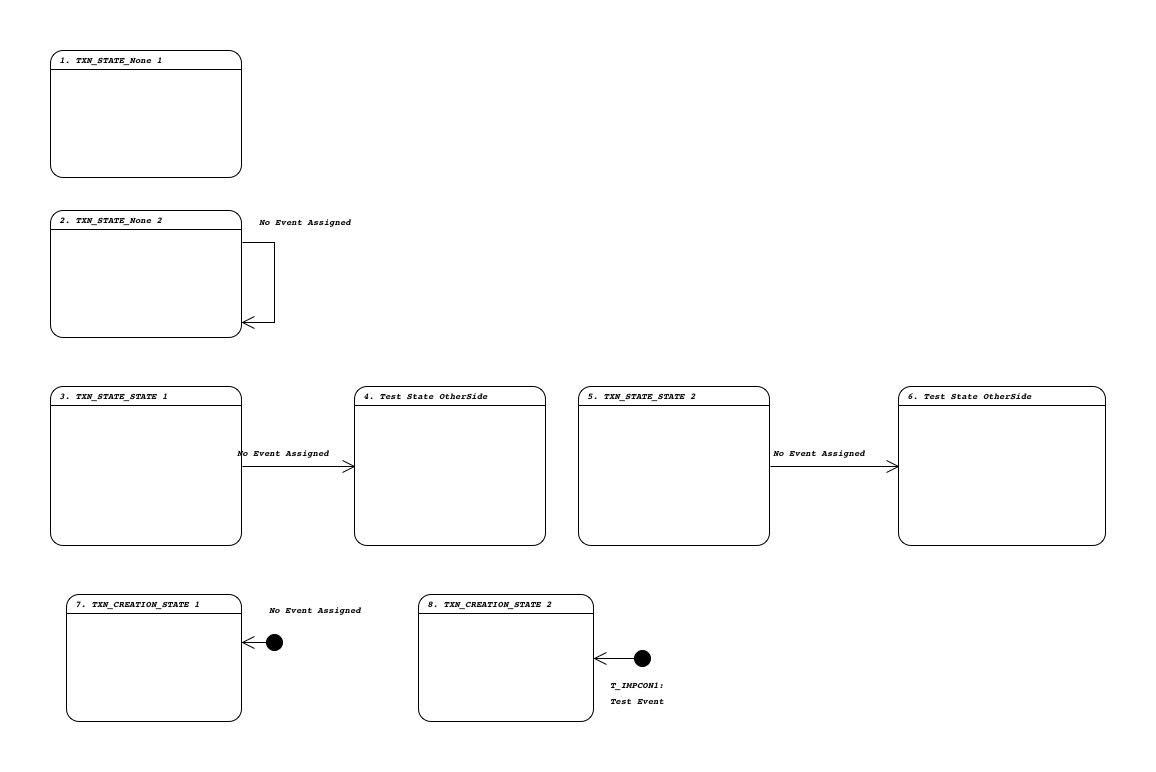 1. TXN_STATE_None 1
2. TXN_STATE_None 2
No Event Assigned
3. TXN_STATE_STATE 1
4. Test State OtherSide
5. TXN_STATE_STATE 2
6. Test State OtherSide
No Event Assigned
No Event Assigned
7. TXN_CREATION_STATE 1
No Event Assigned
8. TXN_CREATION_STATE 2
T_IMPCON1:
Test Event